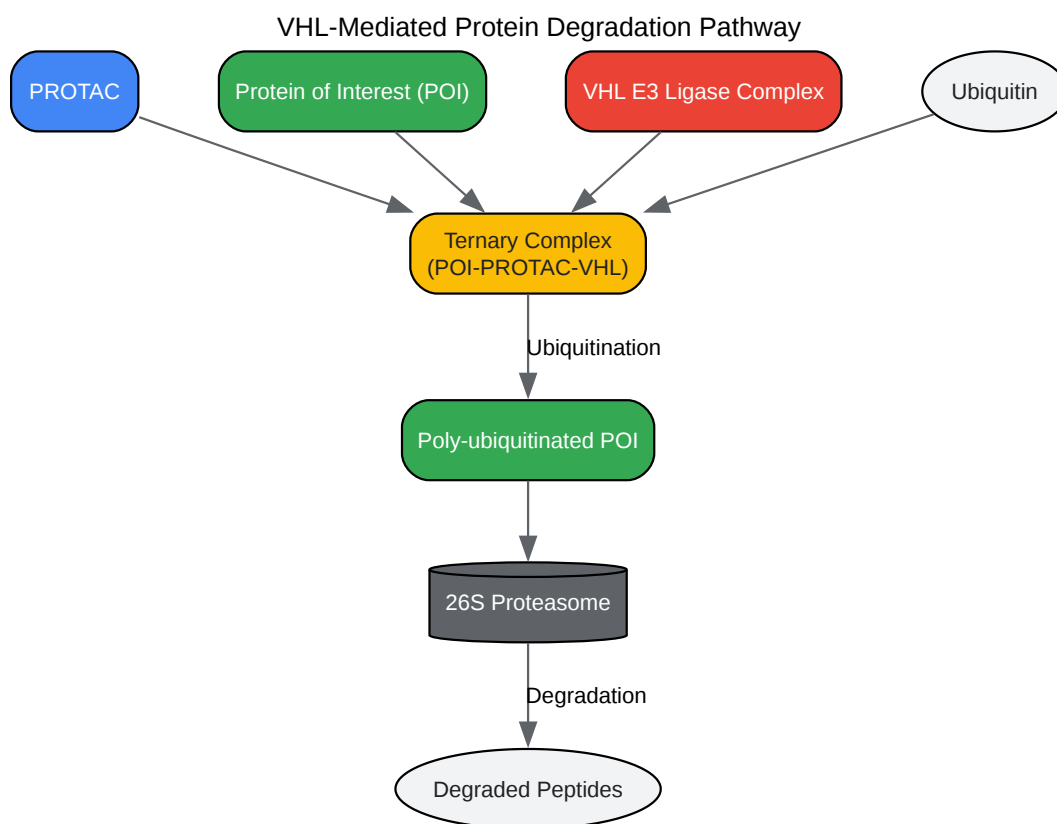 VHL-Mediated Protein Degradation Pathway
PROTAC
Protein of Interest (POI)
VHL E3 Ligase Complex
Ubiquitin
Ternary Complex
(POI-PROTAC-VHL)
Ubiquitination
Poly-ubiquitinated POI
26S Proteasome
Degradation
Degraded Peptides